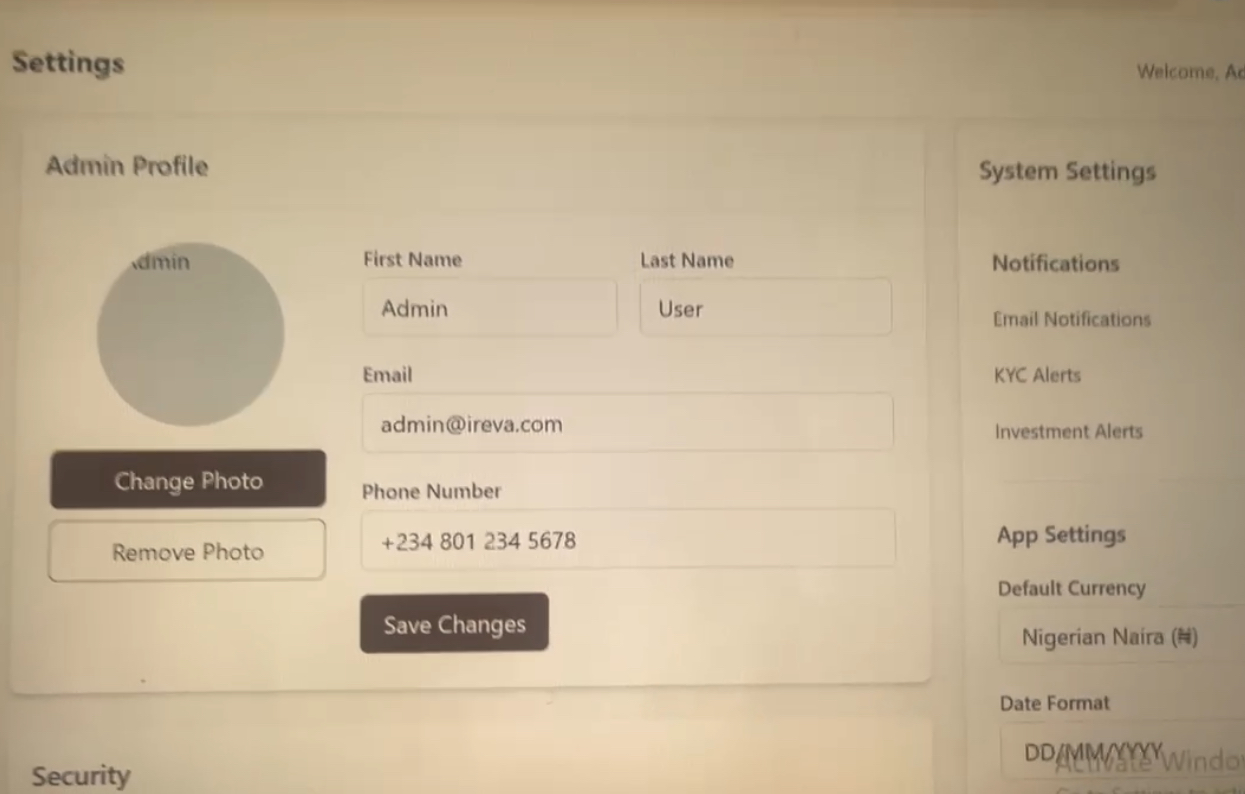 Settings
Welcome,
Admin Profile
dmin
Change Photo
Remove Photo
First Name
Admin
Last Name
User
Email
admin@ireva.com
Phone Number
+234 801 234 5678
Save Changes
Security
System Settings
Notifications
Email Notifications
KYC Alerts
Investment Alerts
App Settings
Default Currency
Nigerian Naira (₦)
Date Format
DD/MM/YYYY
Activate Windo